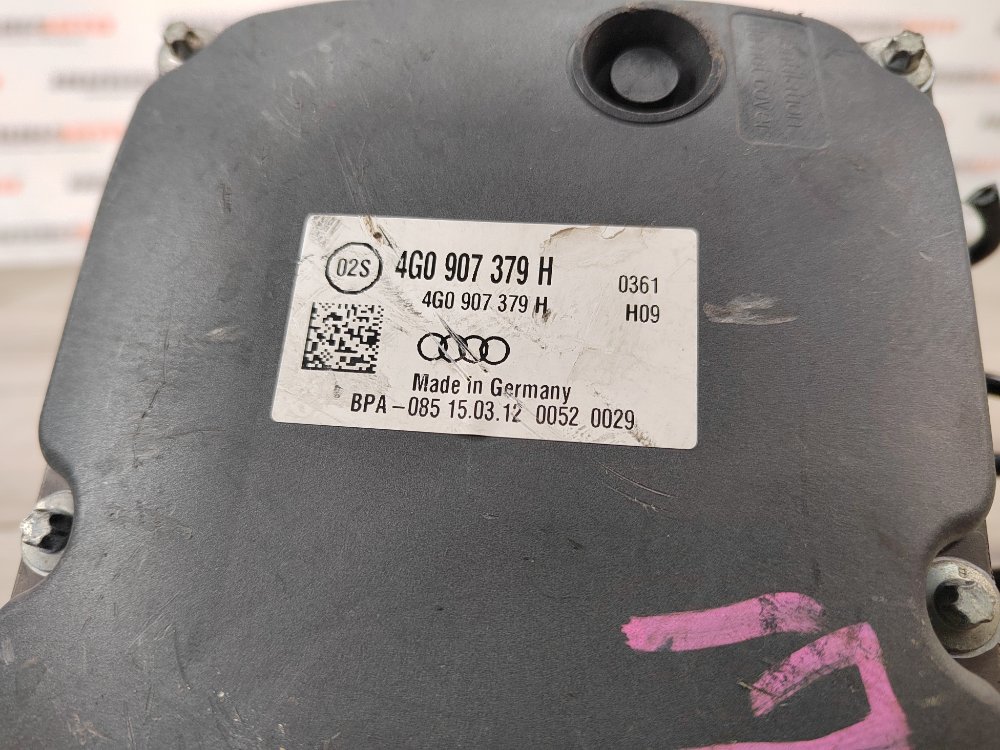 02S 4G0 907 379 H 0361
4G0 907 379 H H09
Made in Germany
BPA-085 15.03.12 0052 0029